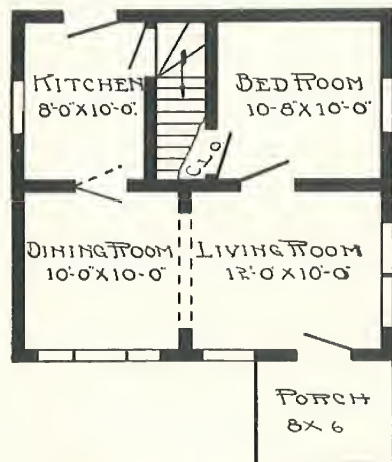 KITCHEN
8'-0"X10'-0"
BED ROOM
10-8"X10'-0"
CLO
DINING ROOM
10'-0"X10-0"
LIVING ROOM
12'-0"X10'-0"
PORCH
8X6